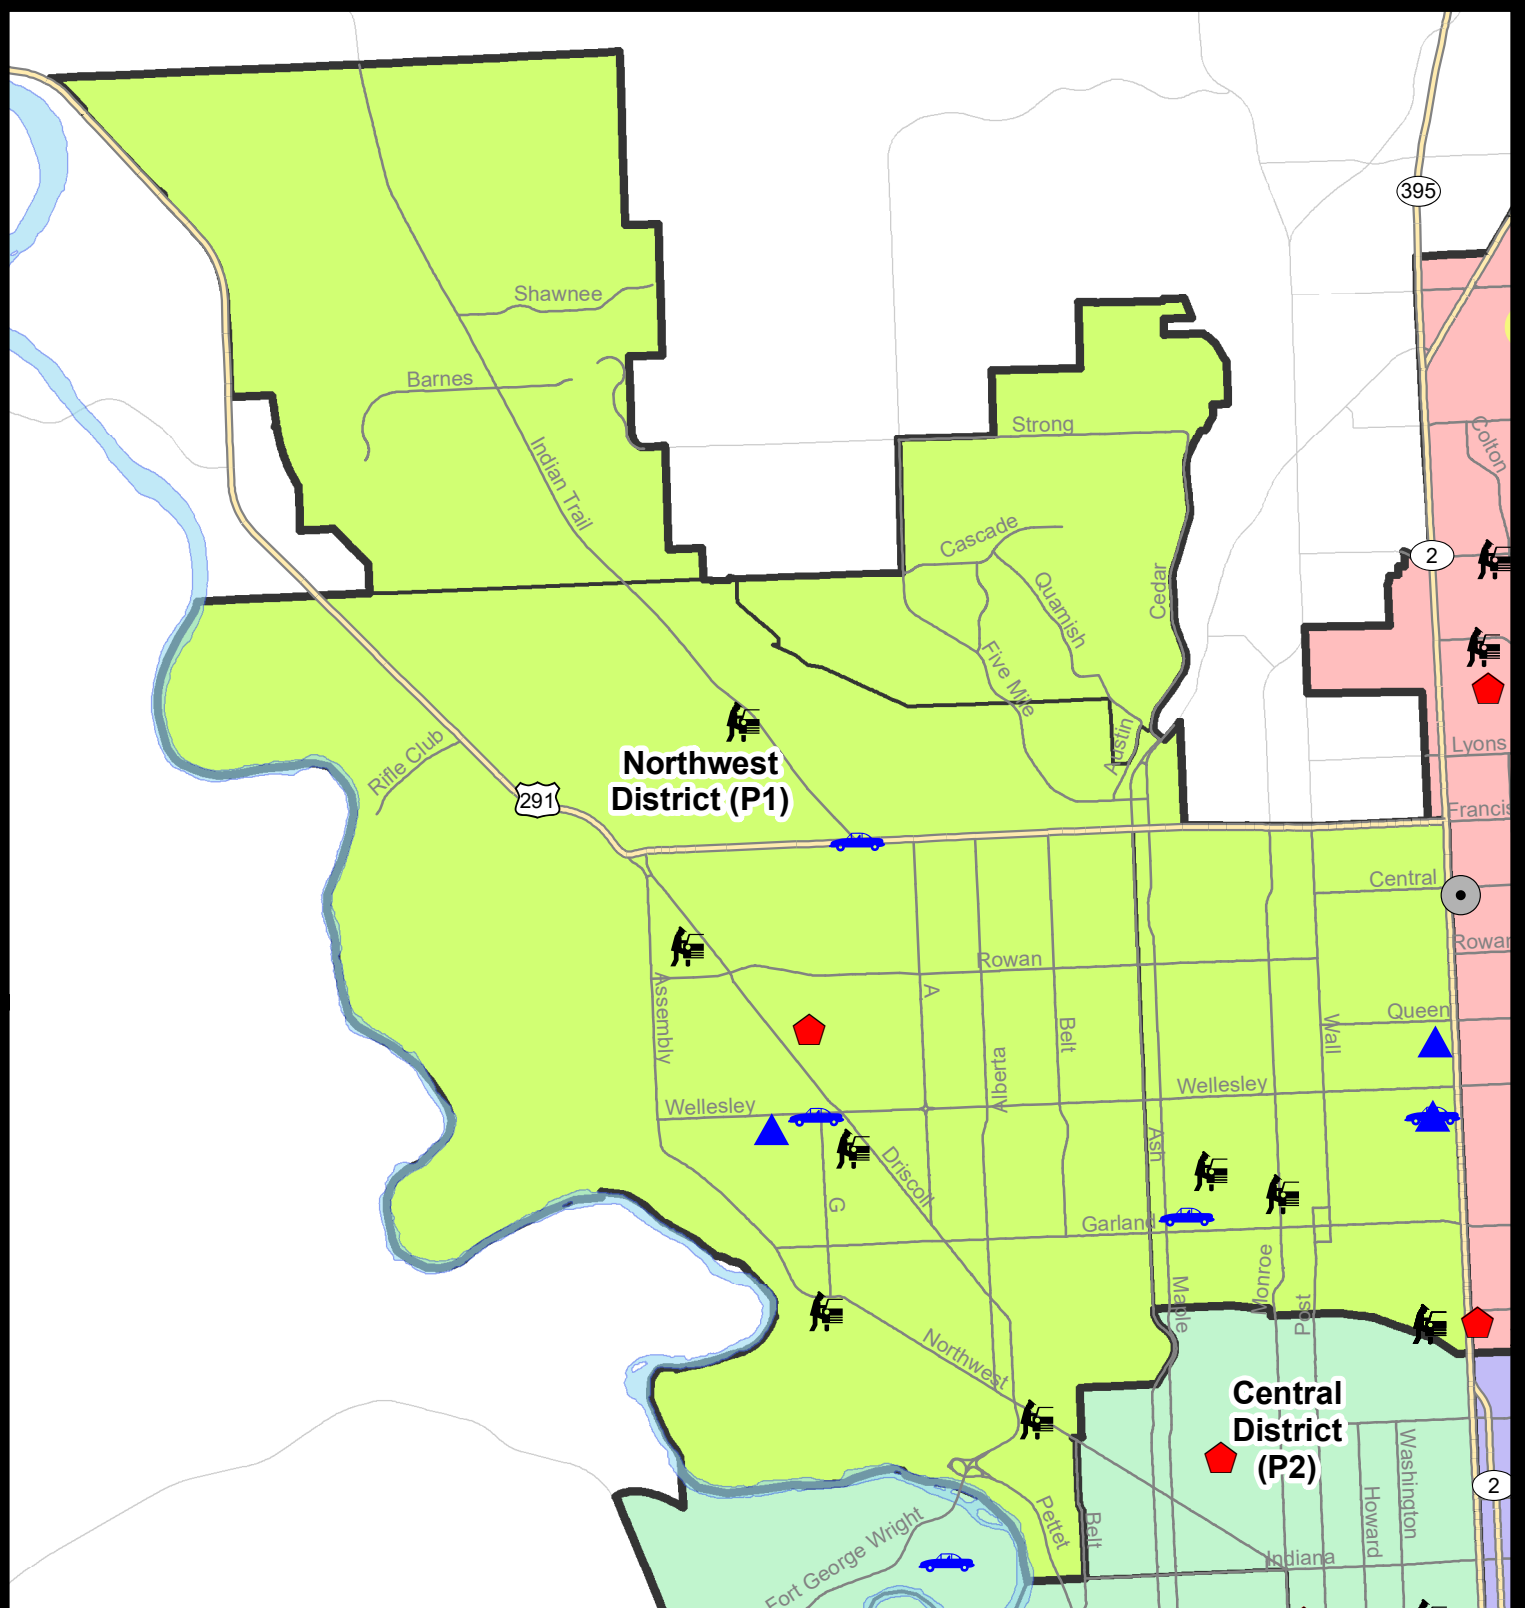 395
Shawnee
Barnes
Strong
Colton
Indian Trail
Cascade
2
Quamish
Cedar
Five Mile
Rifle Club
Austin
Lyons
Northwest
District (P1)
291
Francis
Central
Rowan
Rowan
Assembly
A
Belt
Wall
Queen
Alberta
Wellesley
Wellesley
Ash
Driscoll
G
Garland
Monroe
Maple
Post
Northwest
Central
District
(P2)
Washington
Howard
2
Pettet
Belt
Fort George Wright
Indiana